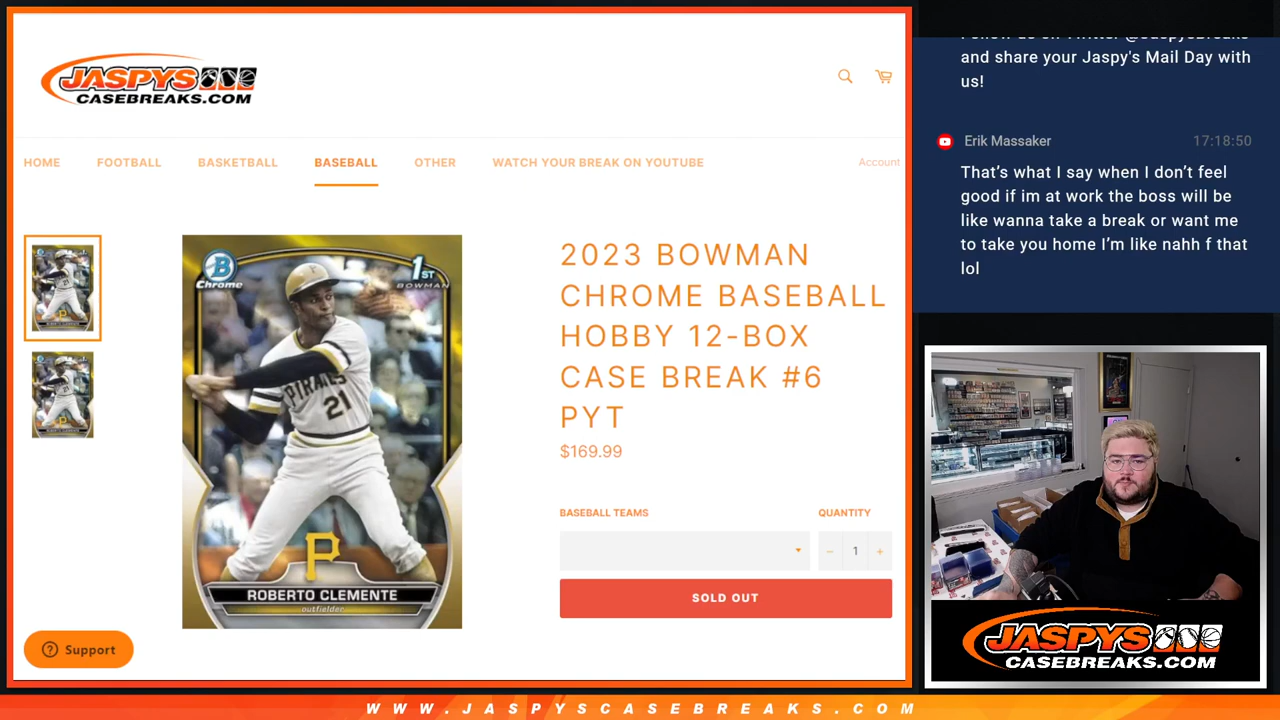 JASPYS
CASEBREAKS.COM
HOME
FOOTBALL
BASKETBALL
BASEBALL
OTHER
WATCH YOUR BREAK ON YOUTUBE
Account
B
Chrome
1ST
BOWMAN
P
PIRATES
21
P
ROBERTO CLEMENTE
outfielder
2023 BOWMAN
CHROME BASEBALL
HOBBY 12-BOX
CASE BREAK #6
PYT
$169.99
BASEBALL TEAMS
QUANTITY
− 1 +
SOLD OUT
? Support
and share your Jaspy's Mail Day with
us!
Erik Massaker
17:18:50
That’s what I say when I don’t feel
good if im at work the boss will be
like wanna take a break or want me
to take you home I’m like nahh f that
lol
JASPYS
CASEBREAKS.COM
WWW.JASPYSCASEBREAKS.COM